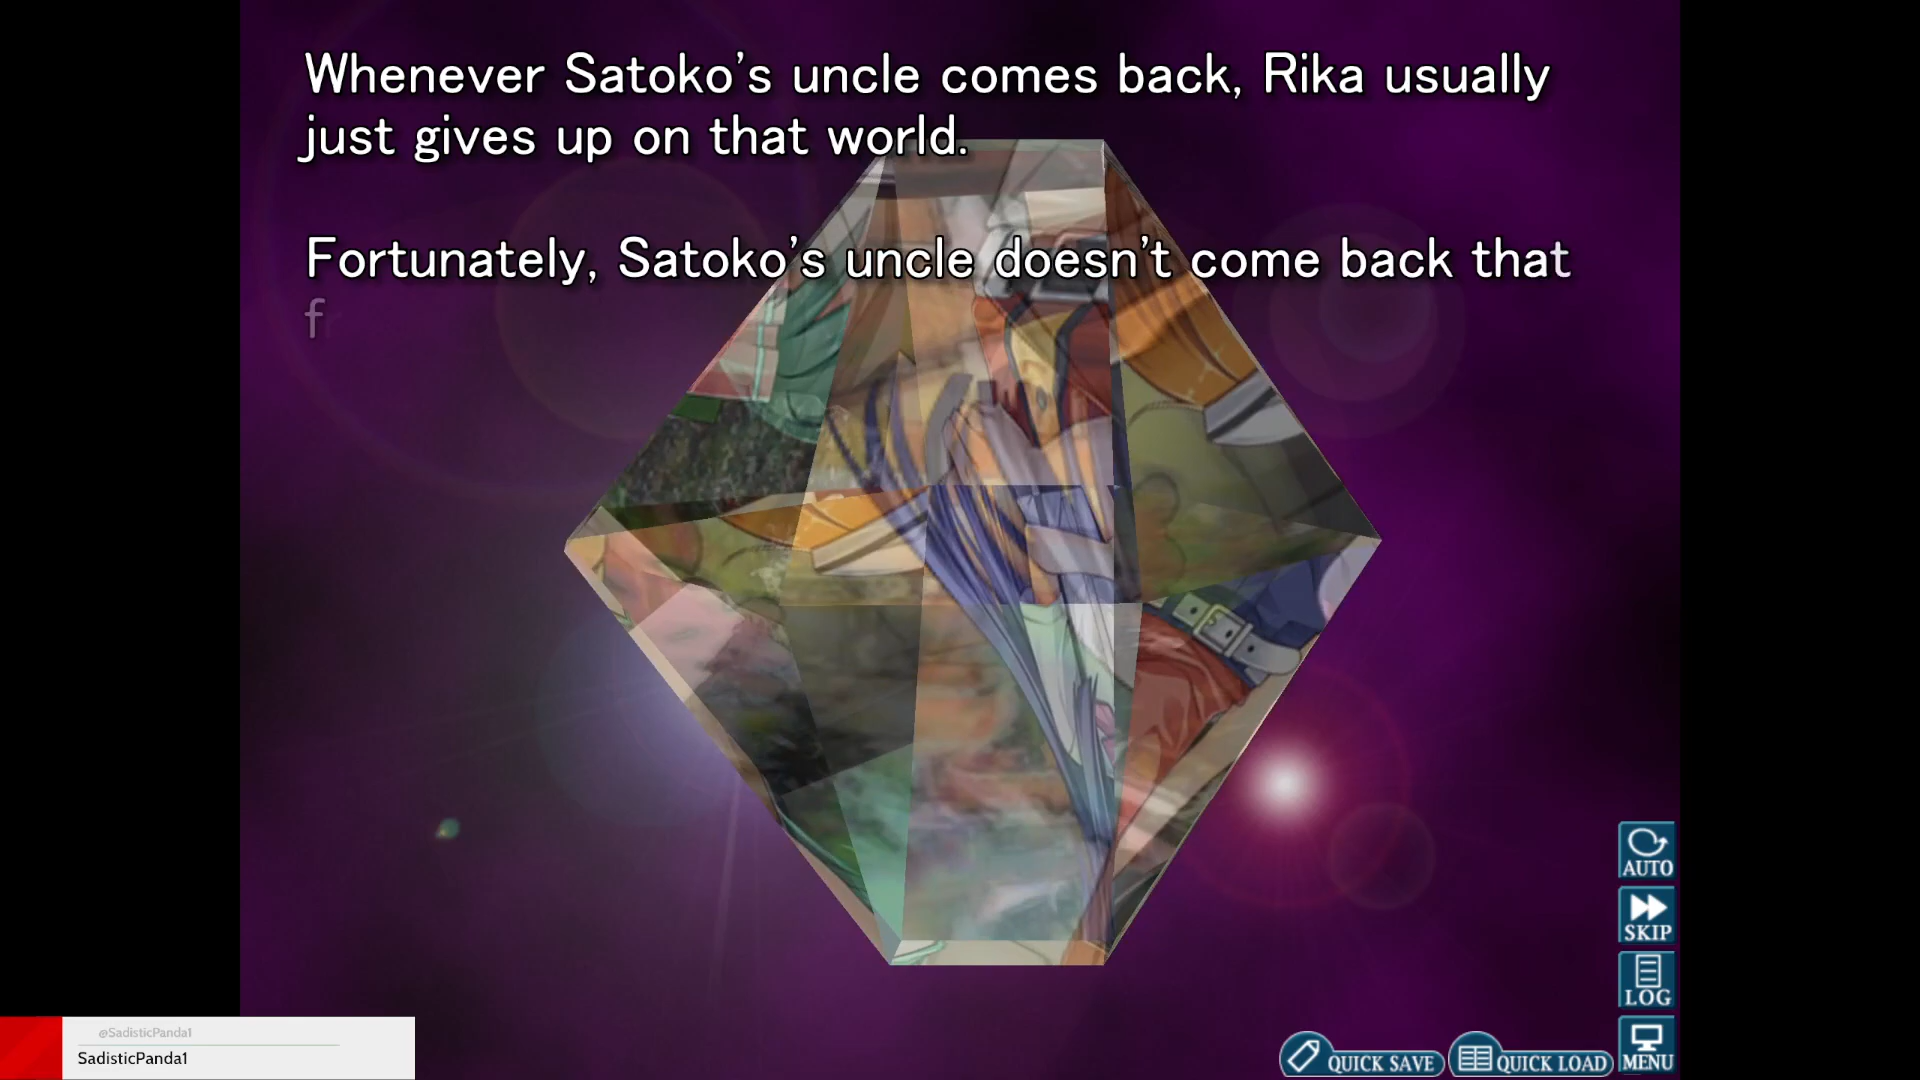 Whenever Satoko's uncle comes back, Rika usually
just gives up on that world.
Fortunately, Satoko's uncle doesn't come back that
f
AUTO
SKIP
LOG
MENU
QUICK SAVE
QUICK LOAD
@SadisticPanda1
SadisticPanda1